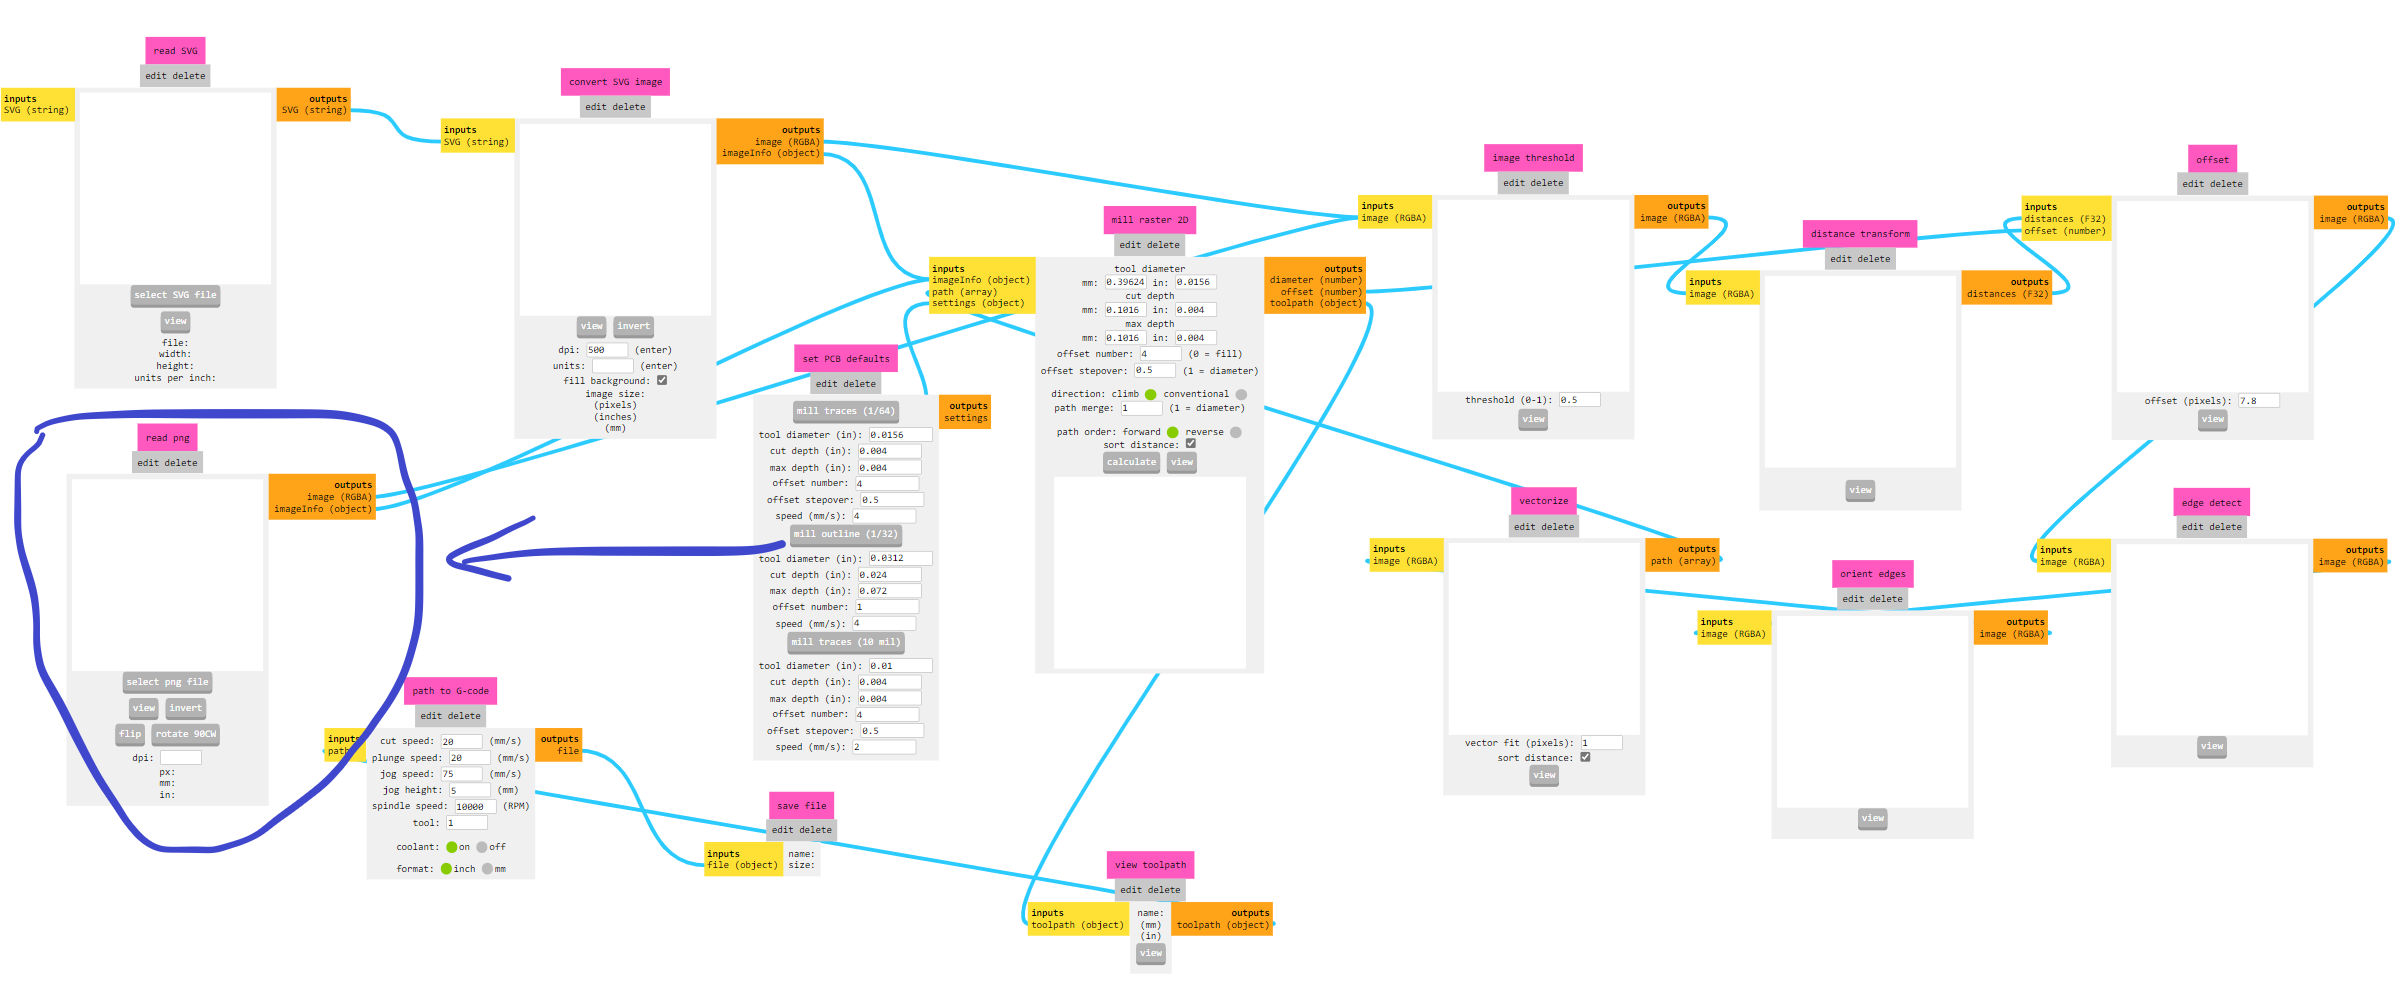 read SVG
edit delete
inputs
SVG (string)
outputs
SVG (string)
select SVG file
view
file:
width:
height:
units per inch:
convert SVG image
edit delete
inputs
SVG (string)
outputs
image (RGBA)
imageInfo (object)
view invert
dpi: 500 (enter)
units: (enter)
fill background:
image size:
(pixels)
(inches)
(mm)
read png
edit delete
outputs
image (RGBA)
imageInfo (object)
select png file
view invert
flip rotate 90CW
dpi:
px:
mm:
in:
path to G-code
edit delete
inputs
path
outputs
file
cut speed: 20 (mm/s)
plunge speed: 20 (mm/s)
jog speed: 75 (mm/s)
jog height: 5 (mm)
spindle speed: 10000 (RPM)
tool: 1
coolant: on off
format: inch mm
set PCB defaults
edit delete
outputs
settings
mill traces (1/64)
tool diameter (in): 0.0156
cut depth (in): 0.004
max depth (in): 0.004
offset number: 4
offset stepover: 0.5
speed (mm/s): 4
mill outline (1/32)
tool diameter (in): 0.0312
cut depth (in): 0.024
max depth (in): 0.072
offset number: 1
speed (mm/s): 4
mill traces (10 mil)
tool diameter (in): 0.01
cut depth (in): 0.004
max depth (in): 0.004
offset number: 4
offset stepover: 0.5
speed (mm/s): 2
save file
edit delete
inputs
file (object)
name:
size:
mill raster 2D
edit delete
inputs
imageInfo (object)
path (array)
settings (object)
outputs
diameter (number)
offset (number)
toolpath (object)
tool diameter
mm: 0.39624 in: 0.0156
cut depth
mm: 0.1016 in: 0.004
max depth
mm: 0.1016 in: 0.004
offset number: 4 (0 = fill)
offset stepover: 0.5 (1 = diameter)
direction: climb conventional
path merge: 1 (1 = diameter)
path order: forward reverse
sort distance:
calculate view
view toolpath
edit delete
inputs
toolpath (object)
name:
(mm)
(in)
view
outputs
toolpath (object)
image threshold
edit delete
inputs
image (RGBA)
outputs
image (RGBA)
threshold (0-1): 0.5
view
distance transform
edit delete
inputs
image (RGBA)
outputs
distances (F32)
view
offset
edit delete
inputs
distances (F32)
offset (number)
outputs
image (RGBA)
offset (pixels): 7.8
view
vectorize
edit delete
inputs
image (RGBA)
outputs
path (array)
vector fit (pixels): 1
sort distance:
view
orient edges
edit delete
inputs
image (RGBA)
outputs
image (RGBA)
view
edge detect
edit delete
inputs
image (RGBA)
outputs
image (RGBA)
view